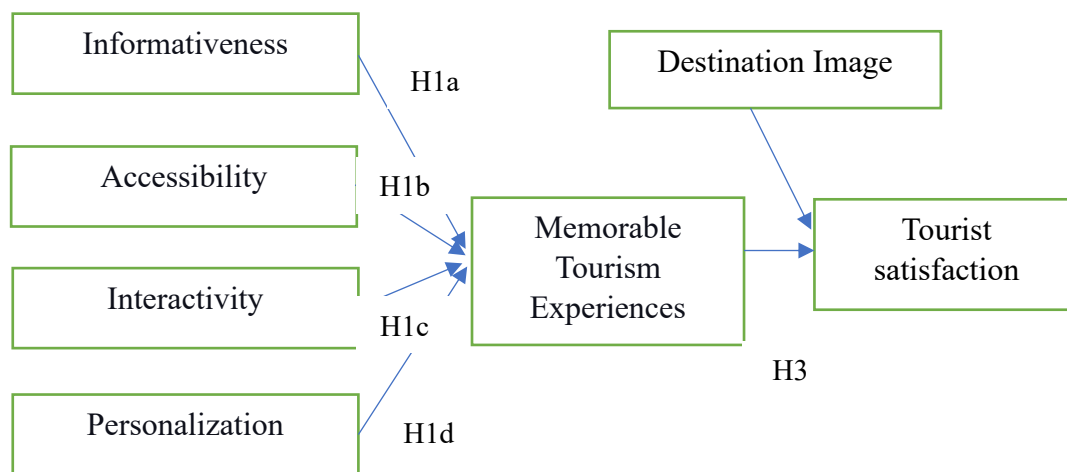 Informativeness
H1a
Destination Image
Accessibility
H1b
Memorable
Tourism
Experiences
Tourist
satisfaction
Interactivity
H1c
H3
Personalization
H1d